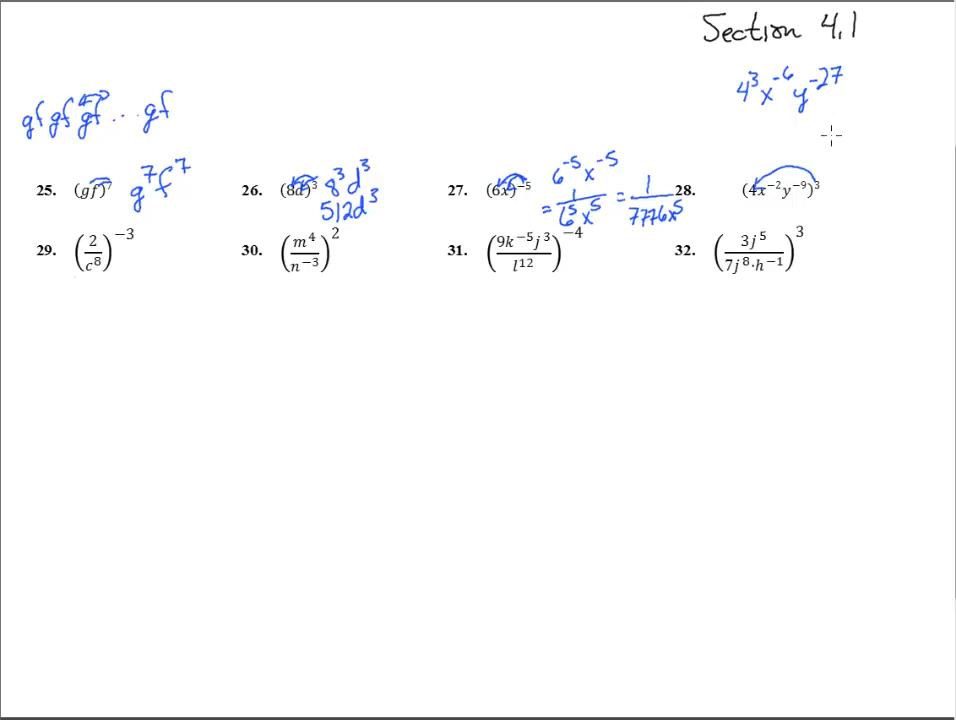 Section 4.1
4³x⁻⁶y⁻²⁷
gf gf gf ... gf
25. (gf)⁷ g⁷f⁷
26. (8d)³ 8³d³
512d³
27. (6x)⁻⁵ 6⁻⁵x⁻⁵
= 1/6⁵x⁵ = 1/7776x⁵
28. (4x⁻²y⁻⁹)³
29. (2/c⁸)⁻³
30. (m⁴/n⁻³)²
31. (9k⁻⁵j³/l¹²)⁻⁴
32. (3j⁵/7j⁸·h⁻¹)³